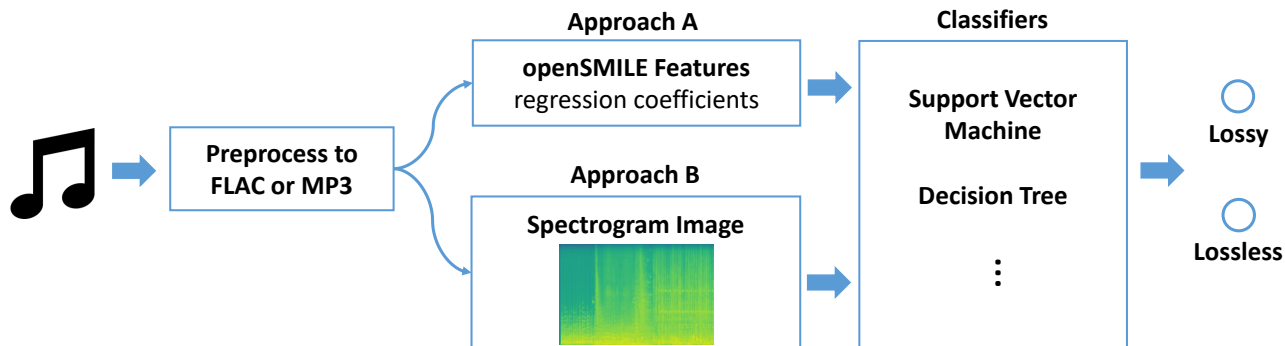 Approach A
openSMILE Features
regression coefficients
Preprocess to
FLAC or MP3
Approach B
Spectrogram Image
Classifiers
Support Vector
Machine
Decision Tree
⋮
Lossy
Lossless